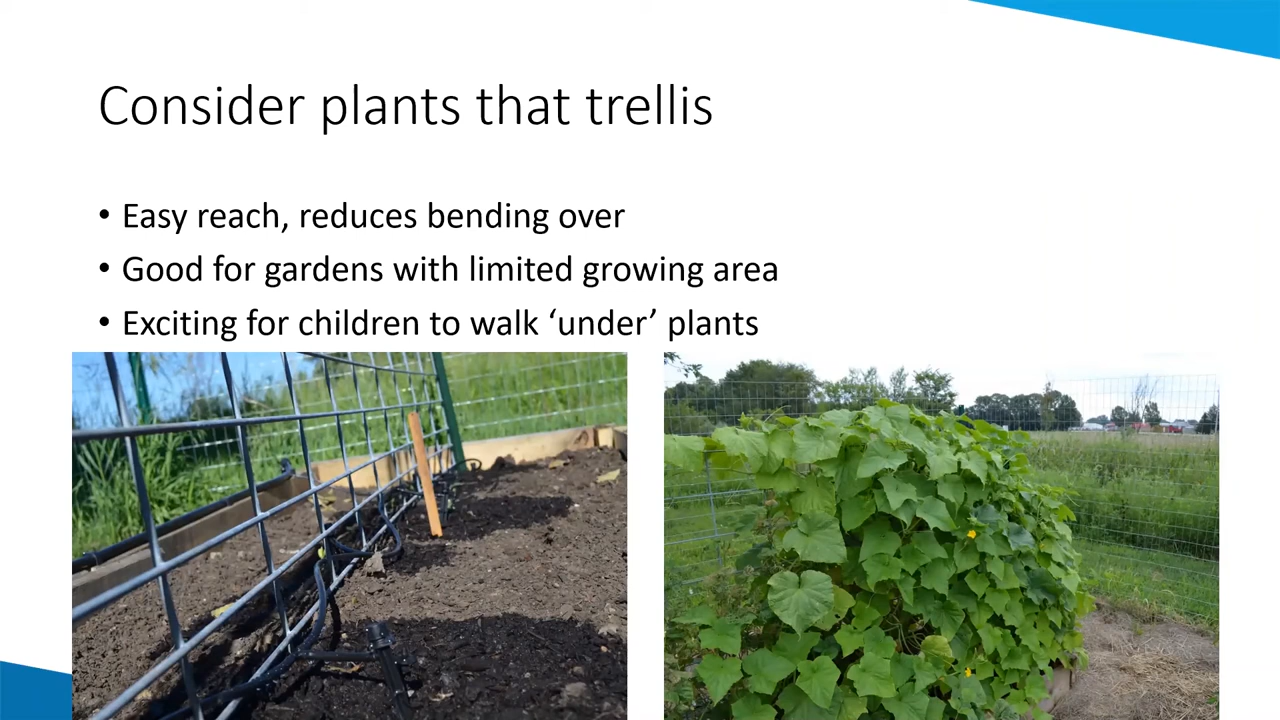 Consider plants that trellis
• Easy reach, reduces bending over
• Good for gardens with limited growing area
• Exciting for children to walk ‘under’ plants